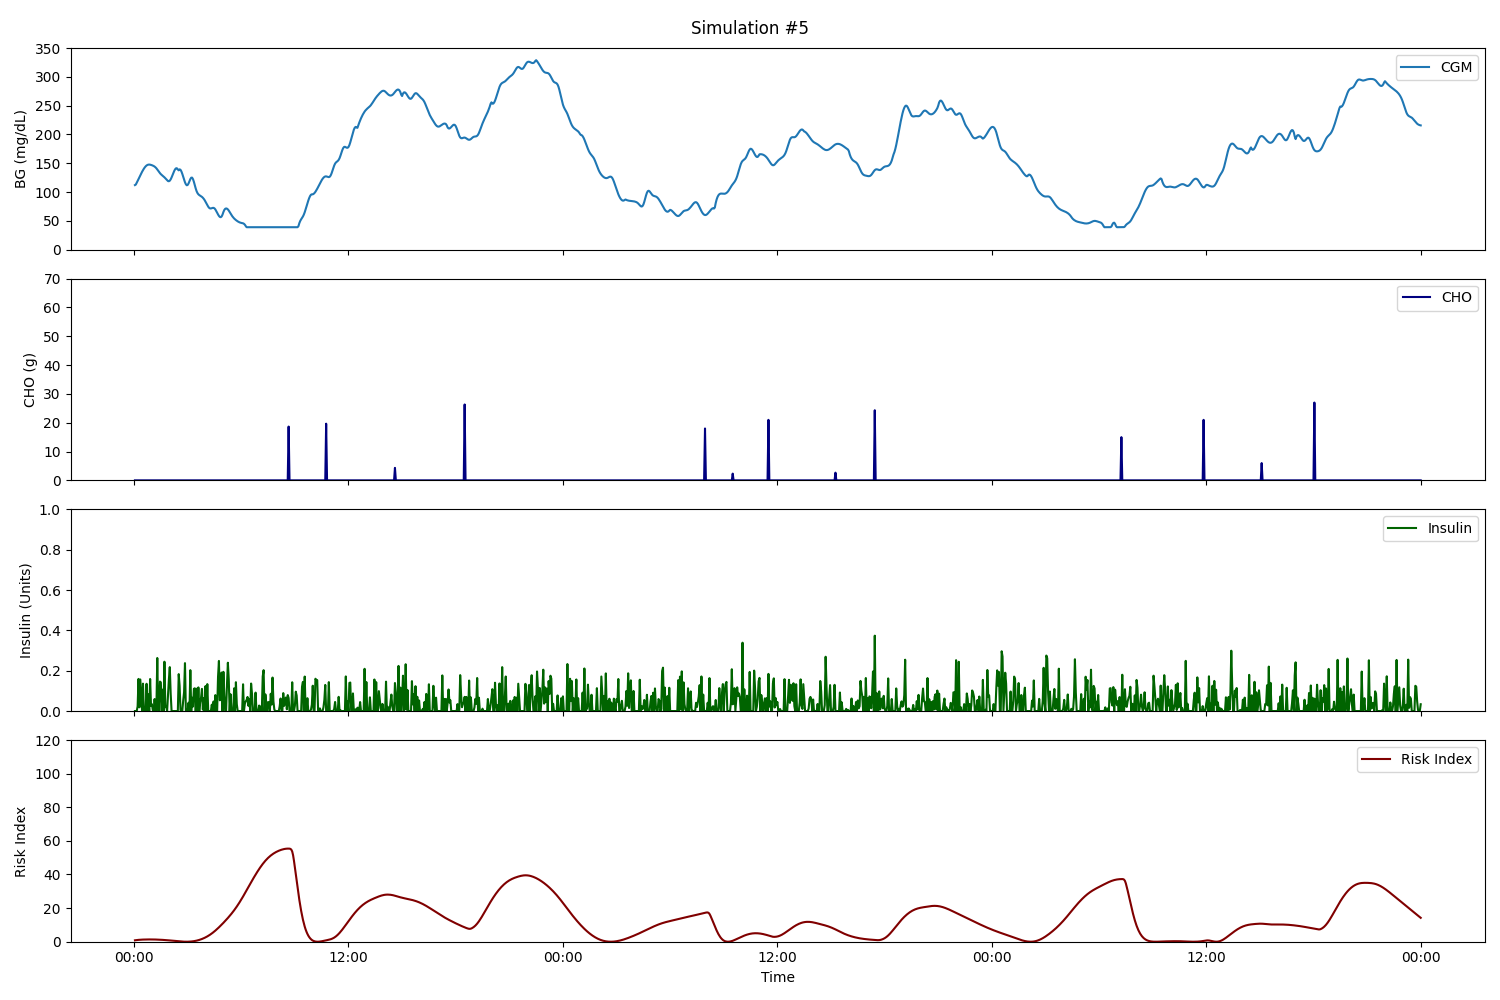 Simulation #5
350
300
250
200
150
100
50
0
BG (mg/dL)
CGM
70
60
50
40
30
20
10
0
CHO (g)
CHO
1.0
0.8
0.6
0.4
0.2
0.0
Insulin (Units)
Insulin
120
100
80
60
40
20
0
Risk Index
Risk Index
00:00 12:00 00:00 12:00 00:00 12:00 00:00
Time